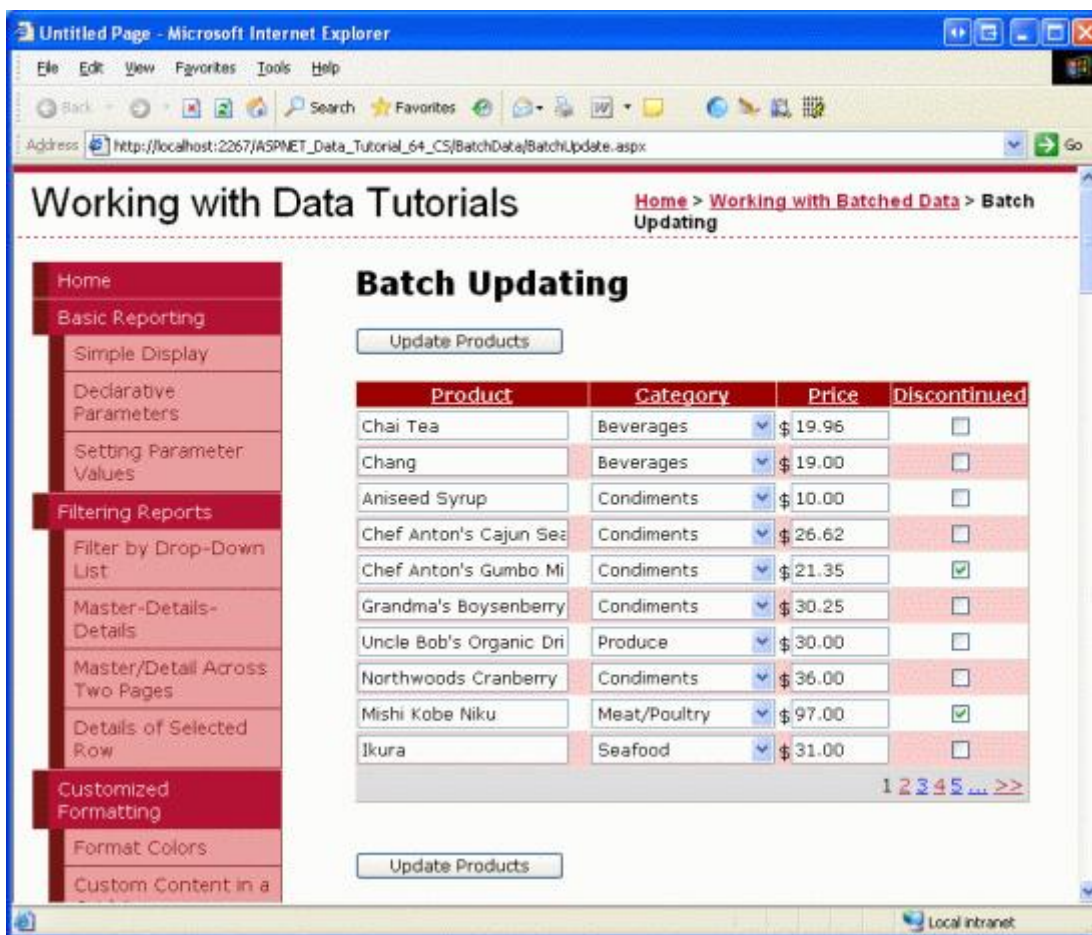 Untitled Page - Microsoft Internet Explorer
File Edit View Favorites Tools Help
Back Search Favorites
Address http://localhost:2267/ASPNET_Data_Tutorial_64_CS/BatchData/BatchUpdate.aspx Go
Working with Data Tutorials
Home > Working with Batched Data > Batch
Updating
Home
Basic Reporting
Simple Display
Declarative
Parameters
Setting Parameter
Values
Filtering Reports
Filter by Drop-Down
List
Master-Details-
Details
Master/Detail Across
Two Pages
Details of Selected
Row
Customized
Formatting
Format Colors
Custom Content in a
Batch Updating
Update Products
Product Category Price Discontinued
Chai Tea Beverages $ 19.96
Chang Beverages $ 19.00
Aniseed Syrup Condiments $ 10.00
Chef Anton's Cajun Sea Condiments $ 26.62
Chef Anton's Gumbo Mi Condiments $ 21.35
Grandma's Boysenberry Condiments $ 30.25
Uncle Bob's Organic Dri Produce $ 30.00
Northwoods Cranberry Condiments $ 36.00
Mishi Kobe Niku Meat/Poultry $ 97.00
Ikura Seafood $ 31.00
1 2 3 4 5 ... >>
Update Products
Local intranet